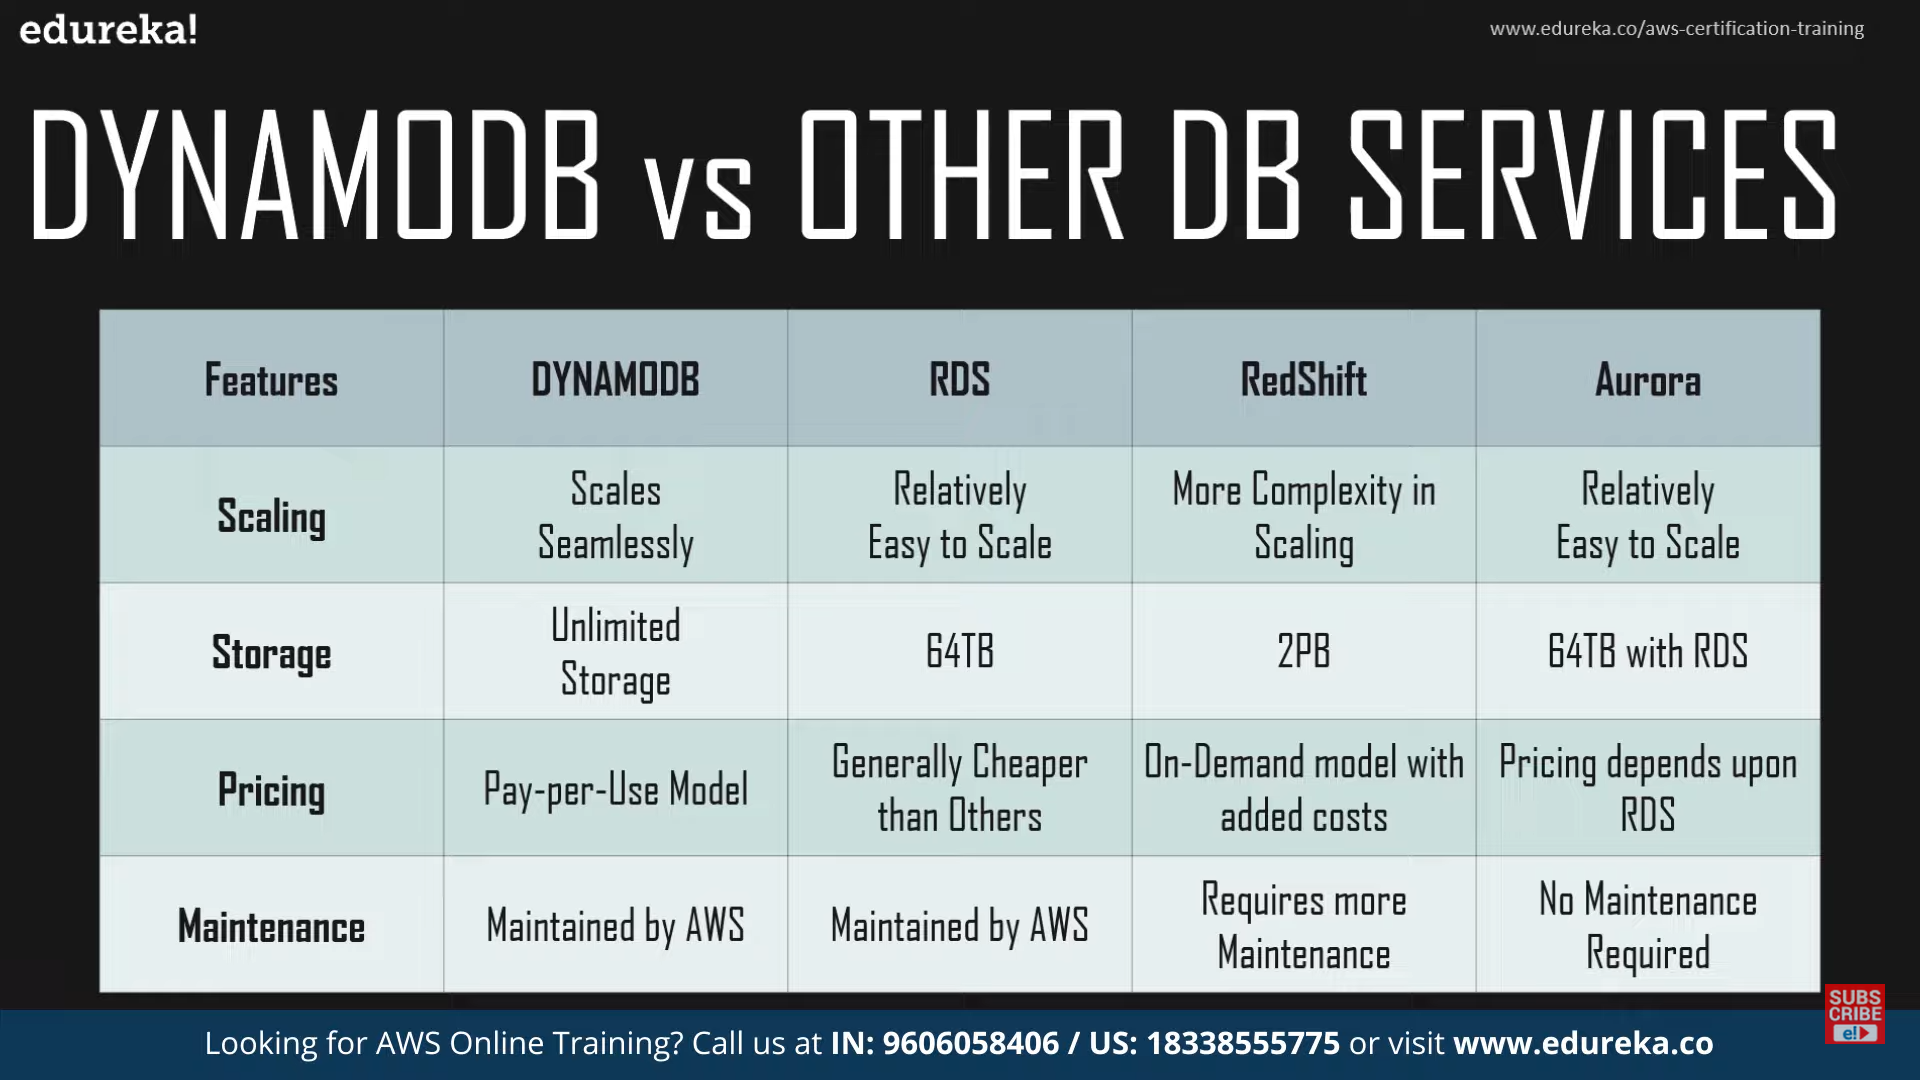 edureka!
www.edureka.co/aws-certification-training
DYNAMODB vs OTHER DB SERVICES
Features
DYNAMODB
RDS
RedShift
Aurora
Scaling
Scales
Seamlessly
Relatively
Easy to Scale
More Complexity in
Scaling
Relatively
Easy to Scale
Storage
Unlimited
Storage
64TB
2PB
64TB with RDS
Pricing
Pay-per-Use Model
Generally Cheaper
than Others
On-Demand model with
added costs
Pricing depends upon
RDS
Maintenance
Maintained by AWS
Maintained by AWS
Requires more
Maintenance
No Maintenance
Required
SUBS
CRIBE
e!
Looking for AWS Online Training? Call us at IN: 9606058406 / US: 18338555775 or visit www.edureka.co